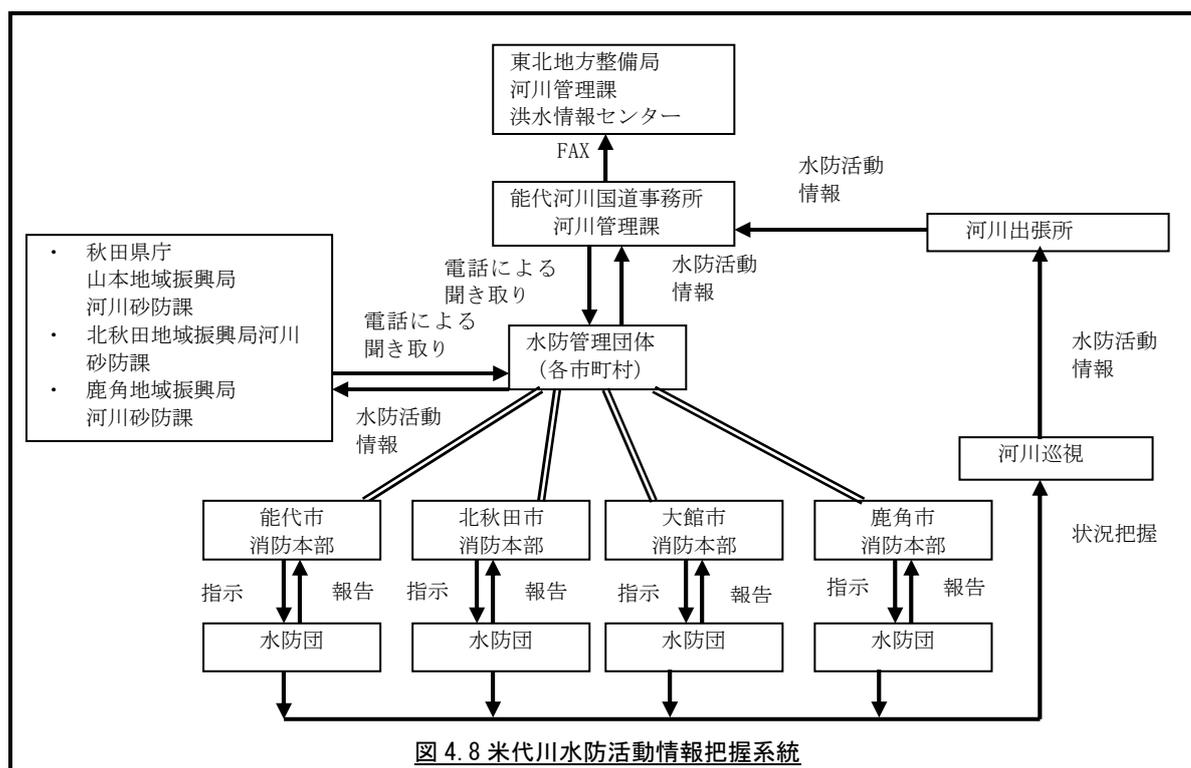 東北地方整備局
河川管理課
洪水情報センター
FAX
水防活動
情報
能代河川国道事務所
河川管理課
河川出張所
・ 秋田県庁
山本地域振興局
河川砂防課
・ 北秋田地域振興局河川
砂防課
・ 鹿角地域振興局
河川砂防課
電話による
聞き取り
水防活動
情報
電話による
聞き取り
水防管理団体
（各市町村）
水防活動
情報
水防活動
情報
河川巡視
能代市
消防本部
北秋田市
消防本部
大館市
消防本部
鹿角市
消防本部
状況把握
指示
報告
指示
報告
指示
報告
指示
報告
水防団
水防団
水防団
水防団
図 4.8 米代川水防活動情報把握系統